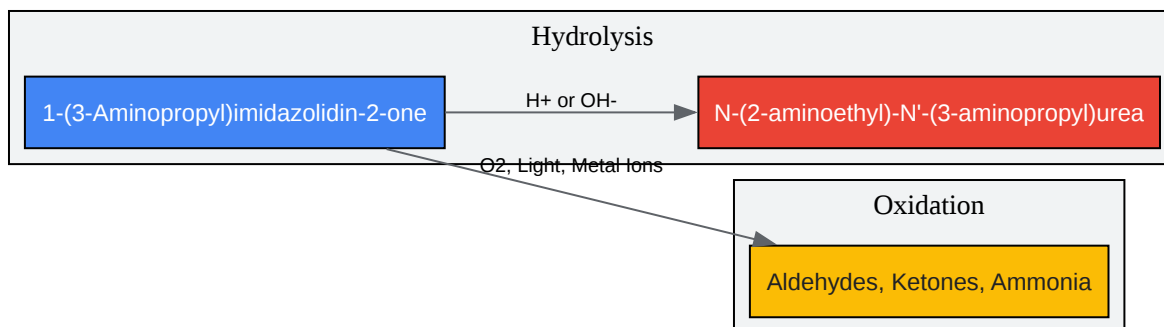 Hydrolysis
1-(3-Aminopropyl)imidazolidin-2-one
H+ or OH-
N-(2-aminoethyl)-N'-(3-aminopropyl)urea
O2, Light, Metal Ions
Oxidation
Aldehydes, Ketones, Ammonia